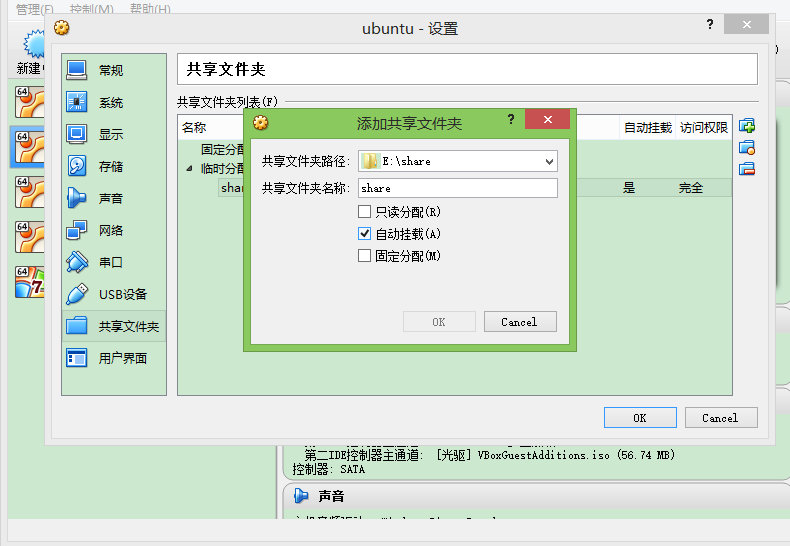 管理(F) 控制(M) 帮助(H)
ubuntu - 设置
?
新建
64
64
64
64
64
7
常规
系统
显示
存储
声音
网络
串口
USB设备
共享文件夹
用户界面
共享文件夹
共享文件夹列表(F)
名称 自动挂载 访问权限
固定分配
临时分配
shar 是 完全
添加共享文件夹
?
共享文件夹路径: E:\share
共享文件夹名称: share
只读分配(R)
自动挂载(A)
固定分配(M)
OK Cancel
OK Cancel
第二IDE控制器主通道: [光驱] VBoxGuestAdditions.iso (56.74 MB)
控制器: SATA
声音